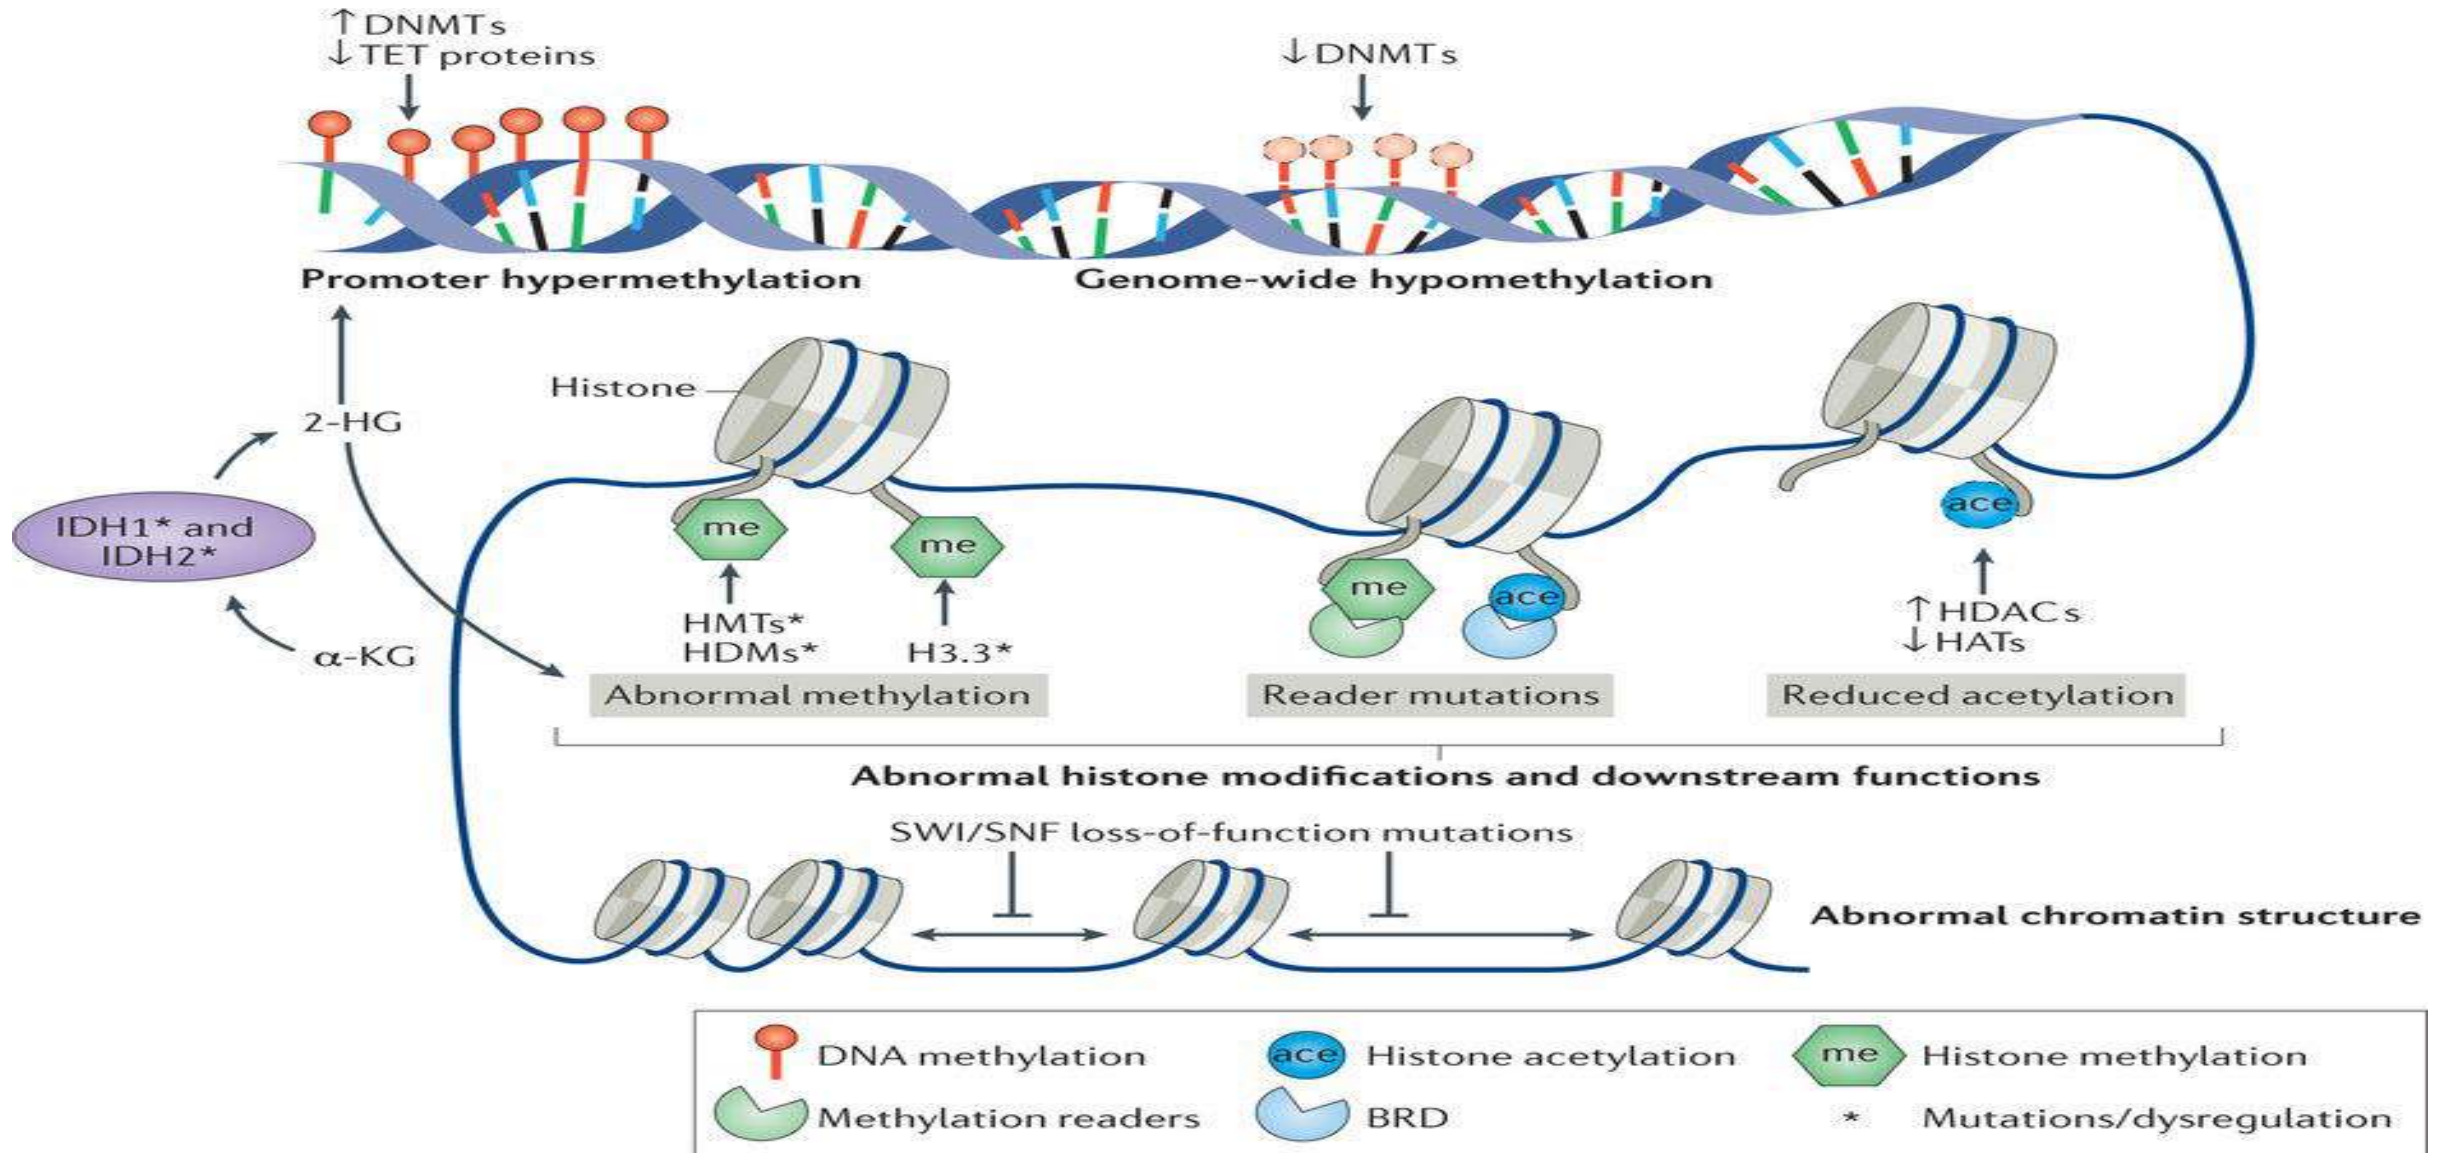 ↑DNMTs
↓TET proteins
↓DNMTs
Promoter hypermethylation
Genome-wide hypomethylation
Histone
2-HG
IDH1* and
IDH2*
α-KG
me
me
HMTs*
HDMs*
H3.3*
me
ace
ace
↑HDACs
↓HATs
Abnormal methylation
Reader mutations
Reduced acetylation
Abnormal histone modifications and downstream functions
SWI/SNF loss-of-function mutations
Abnormal chromatin structure
DNA methylation
ace Histone acetylation
me Histone methylation
Methylation readers
BRD
* Mutations/dysregulation